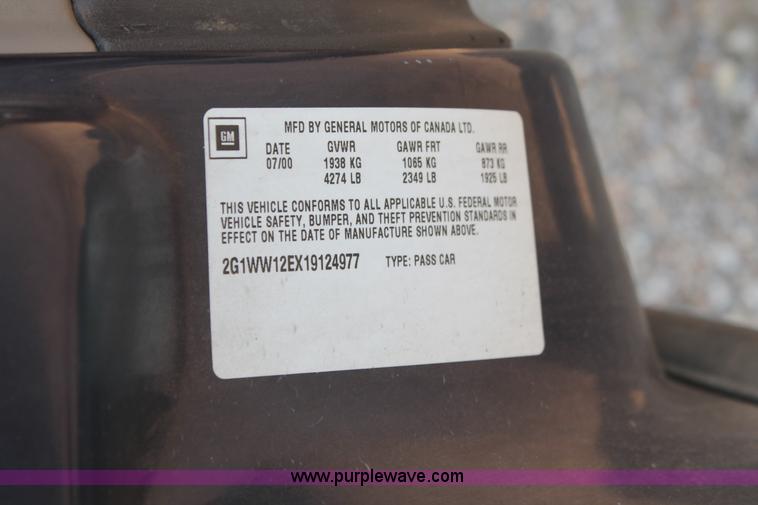 GM
MFD BY GENERAL MOTORS OF CANADA LTD.
DATE GVWR GAWR FRT GAWR RR
07/00 1938 KG 1065 KG 873 KG
4274 LB 2349 LB 1925 LB
THIS VEHICLE CONFORMS TO ALL APPLICABLE U.S. FEDERAL MOTOR
VEHICLE SAFETY, BUMPER, AND THEFT PREVENTION STANDARDS IN
EFFECT ON THE DATE OF MANUFACTURE SHOWN ABOVE.
2G1WW12EX19124977 TYPE: PASS CAR
www.purplewave.com